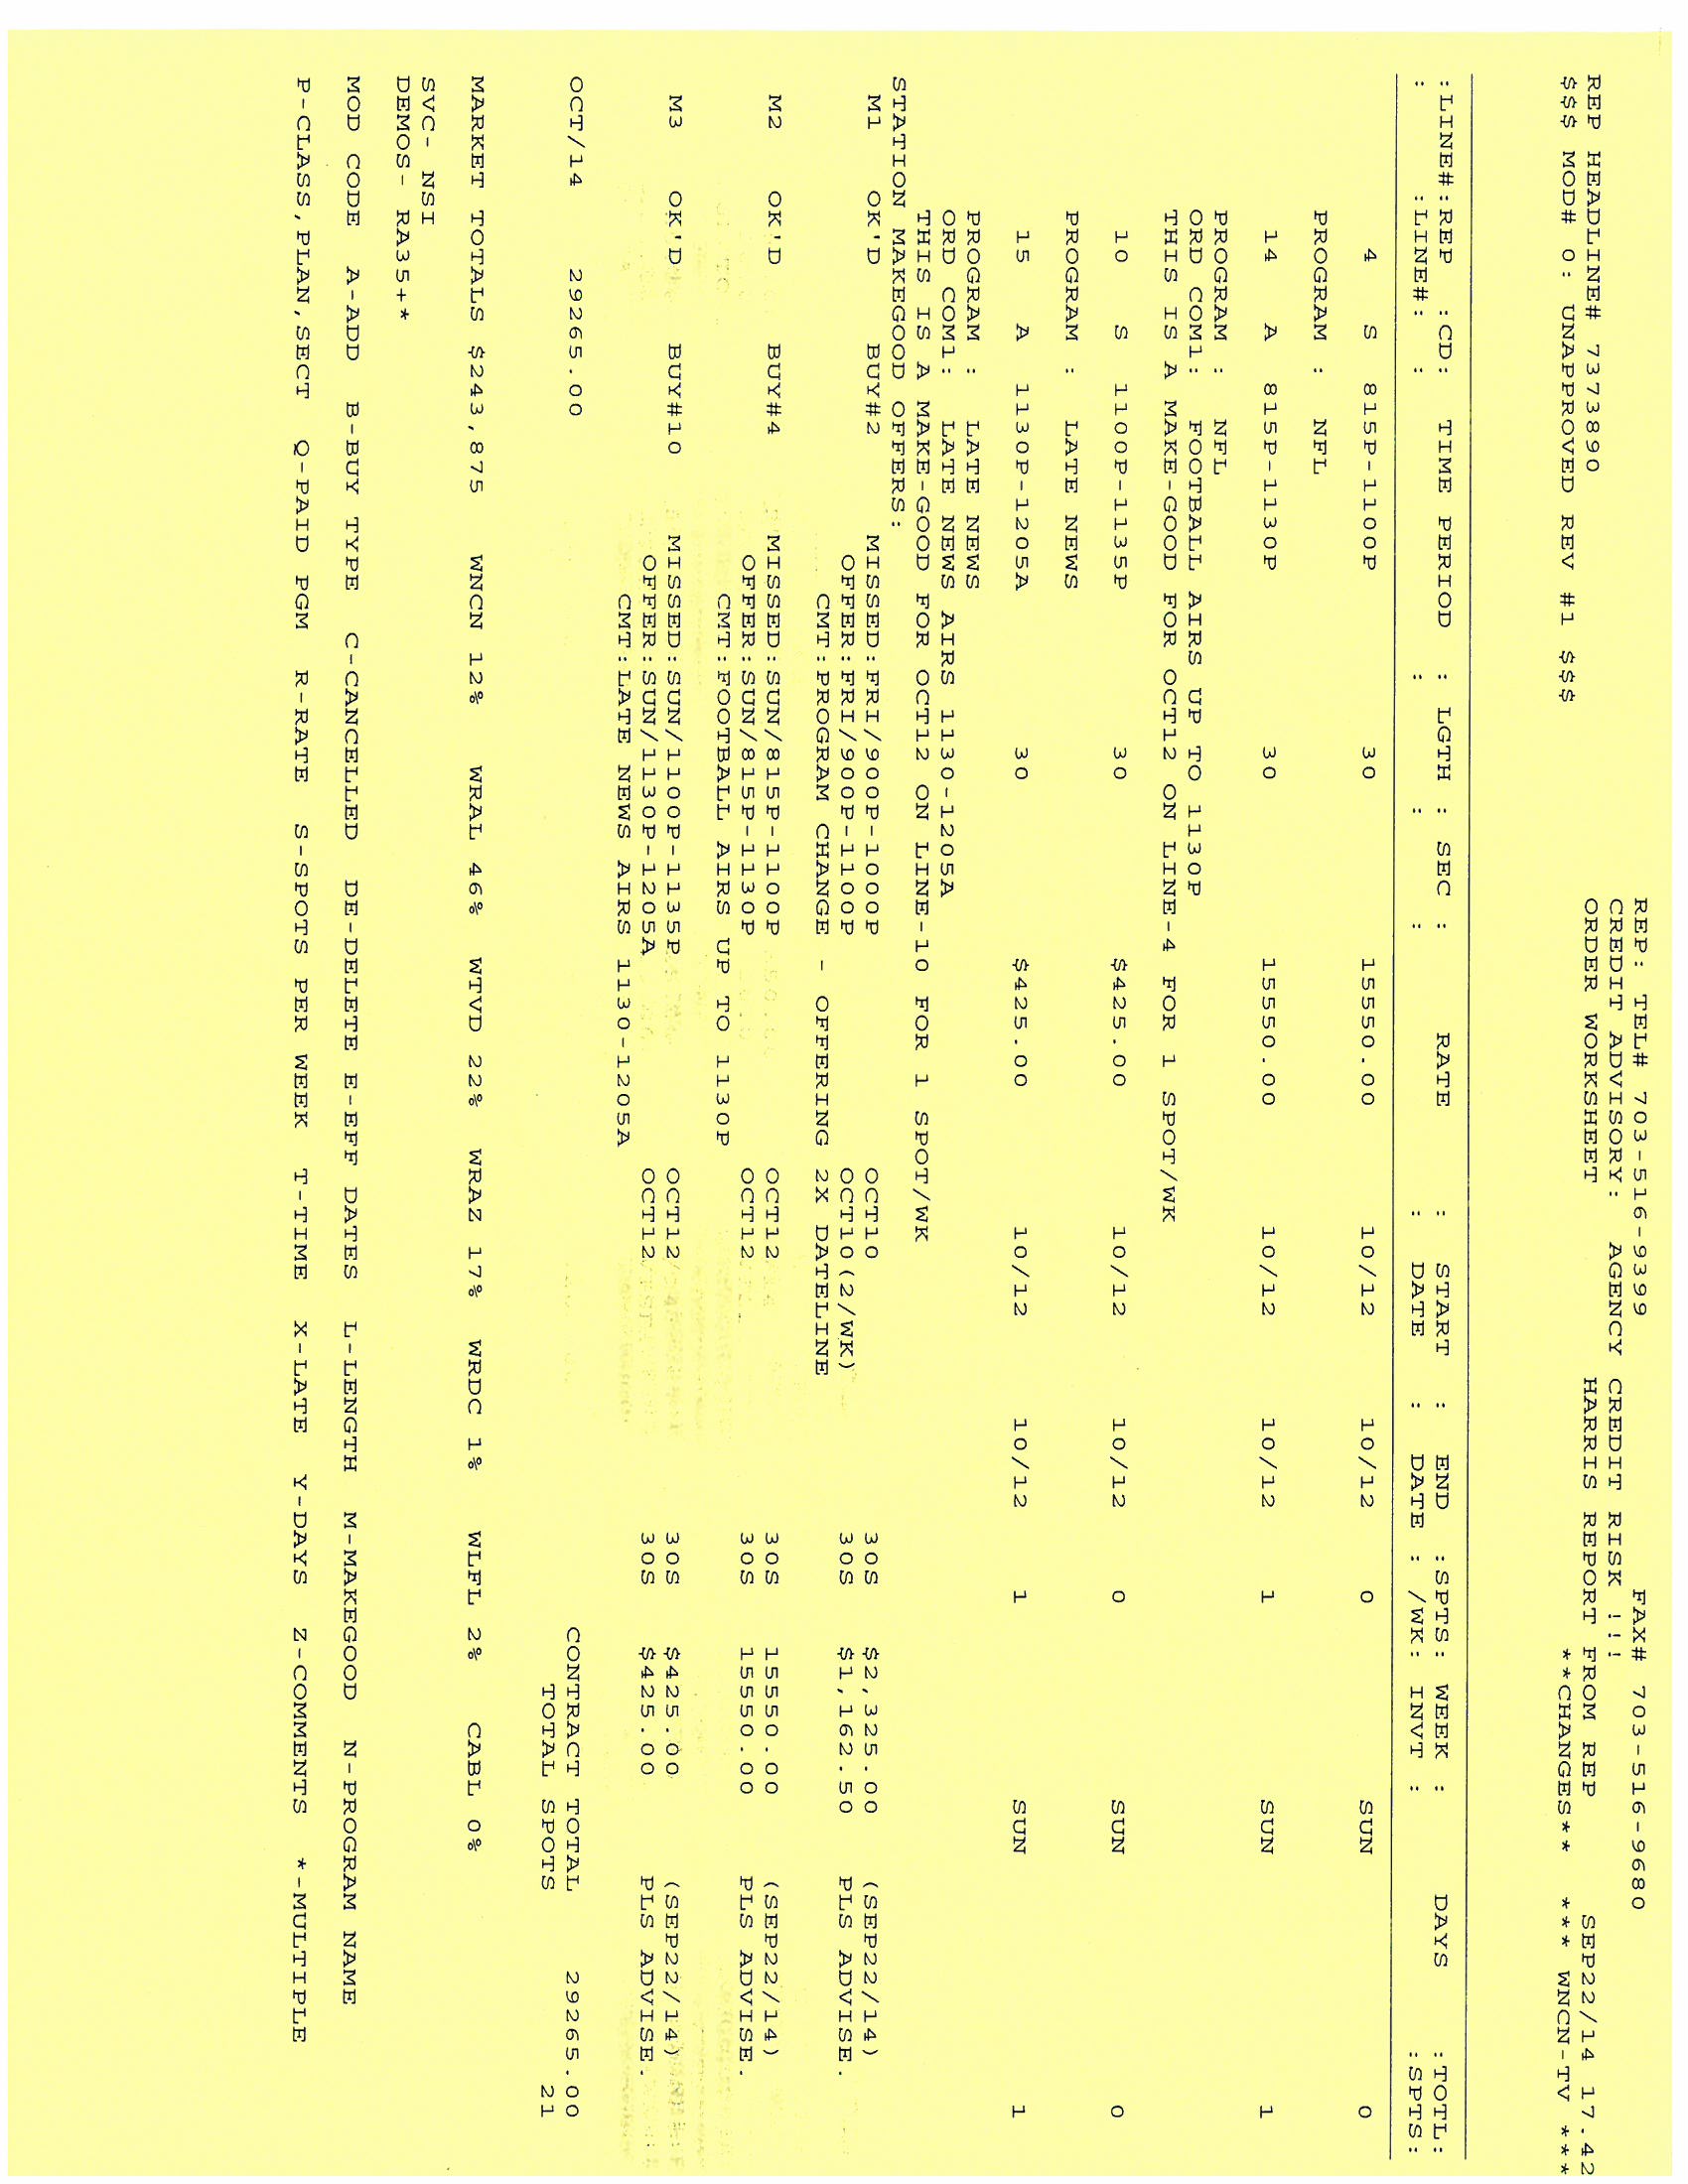 REP: TEL# 703-516-9399 FAX# 703-516-9680
CREDIT ADVISORY: AGENCY CREDIT RISK !!!
REP HEADLINE# 7373890 ORDER WORKSHEET HARRIS REPORT FROM REP SEP22/14 17.42
$$$ MOD# 0: UNAPPROVED REV #1 $$$ **CHANGES** *** WNCN-TV ***
:LINE#:REP :CD: TIME PERIOD : LGTH : SEC : RATE : START : END :SPTS: WEEK : DAYS :TOTL:
: :LINE#: : : : : : DATE : DATE : /WK: INVT : :SPTS:
4 S 815P-1100P 30 15550.00 10/12 10/12 0 SUN 0
PROGRAM : NFL
14 A 815P-1130P 30 15550.00 10/12 10/12 1 SUN 1
PROGRAM : NFL
ORD COM1: FOOTBALL AIRS UP TO 1130P
THIS IS A MAKE-GOOD FOR OCT12 ON LINE-4 FOR 1 SPOT/WK
10 S 1100P-1135P 30 $425.00 10/12 10/12 0 SUN 0
PROGRAM : LATE NEWS
15 A 1130P-1205A 30 $425.00 10/12 10/12 1 SUN 1
PROGRAM : LATE NEWS
ORD COM1: LATE NEWS AIRS 1130-1205A
THIS IS A MAKE-GOOD FOR OCT12 ON LINE-10 FOR 1 SPOT/WK
STATION MAKEGOOD OFFERS:
M1 OK'D BUY#2 MISSED:FRI/900P-1000P OCT10 30S $2,325.00 (SEP22/14)
OFFER:FRI/900P-1100P OCT10(2/WK) 30S $1,162.50 PLS ADVISE.
CMT:PROGRAM CHANGE - OFFERING 2X DATELINE
M2 OK'D BUY#4 MISSED:SUN/815P-1100P OCT12 30S 15550.00 (SEP22/14)
OFFER:SUN/815P-1130P OCT12 30S 15550.00 PLS ADVISE.
CMT:FOOTBALL AIRS UP TO 1130P
M3 OK'D BUY#10 MISSED:SUN/1100P-1135P OCT12 30S $425.00 (SEP22/14)
OFFER:SUN/1130P-1205A OCT12 30S $425.00 PLS ADVISE.
CMT:LATE NEWS AIRS 1130-1205A
OCT/14 29265.00 CONTRACT TOTAL 29265.00
TOTAL SPOTS 21
MARKET TOTALS $243,875 WNCN 12% WRAL 46% WTVD 22% WRAZ 17% WRDC 1% WLFL 2% CABL 0%
SVC- NSI
DEMOS- RA35+*
MOD CODE A-ADD B-BUY TYPE C-CANCELLED DE-DELETE E-EFF DATES L-LENGTH M-MAKEGOOD N-PROGRAM NAME
P-CLASS,PLAN,SECT Q-PAID PGM R-RATE S-SPOTS PER WEEK T-TIME X-LATE Y-DAYS Z-COMMENTS *-MULTIPLE